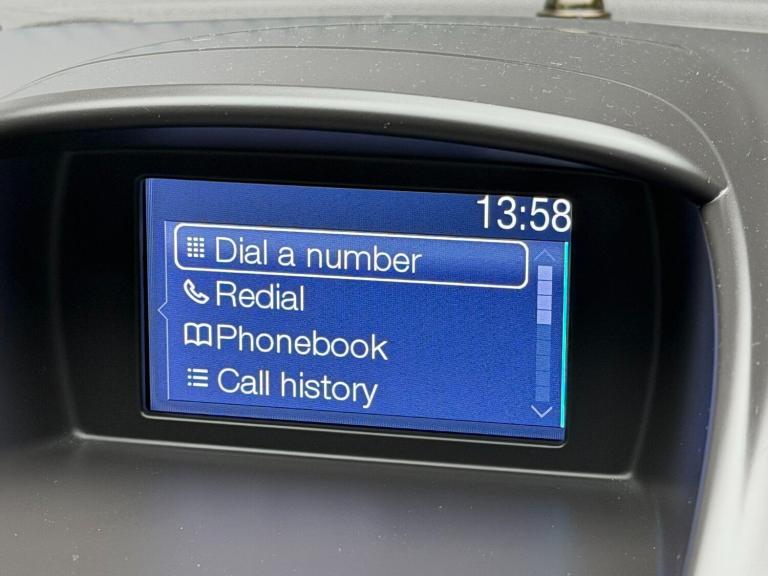 13:58
Dial a number
Redial
Phonebook
Call history